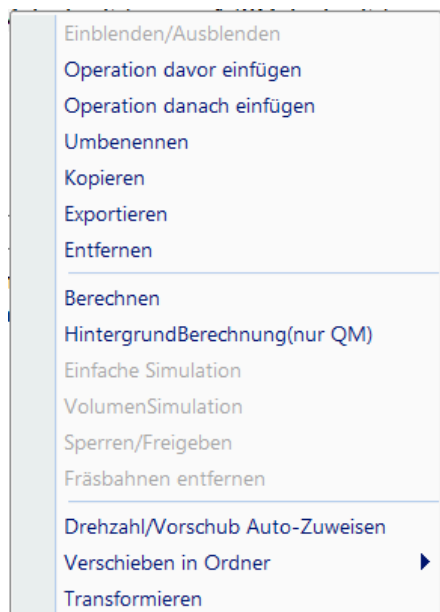 Einblenden/Ausblenden
Operation davor einfügen
Operation danach einfügen
Umbenennen
Kopieren
Exportieren
Entfernen
Berechnen
HintergrundBerechnung(nur QM)
Einfache Simulation
VolumenSimulation
Sperren/Freigeben
Fräsbahnen entfernen
Drehzahl/Vorschub Auto-Zuweisen
Verschieben in Ordner
Transformieren